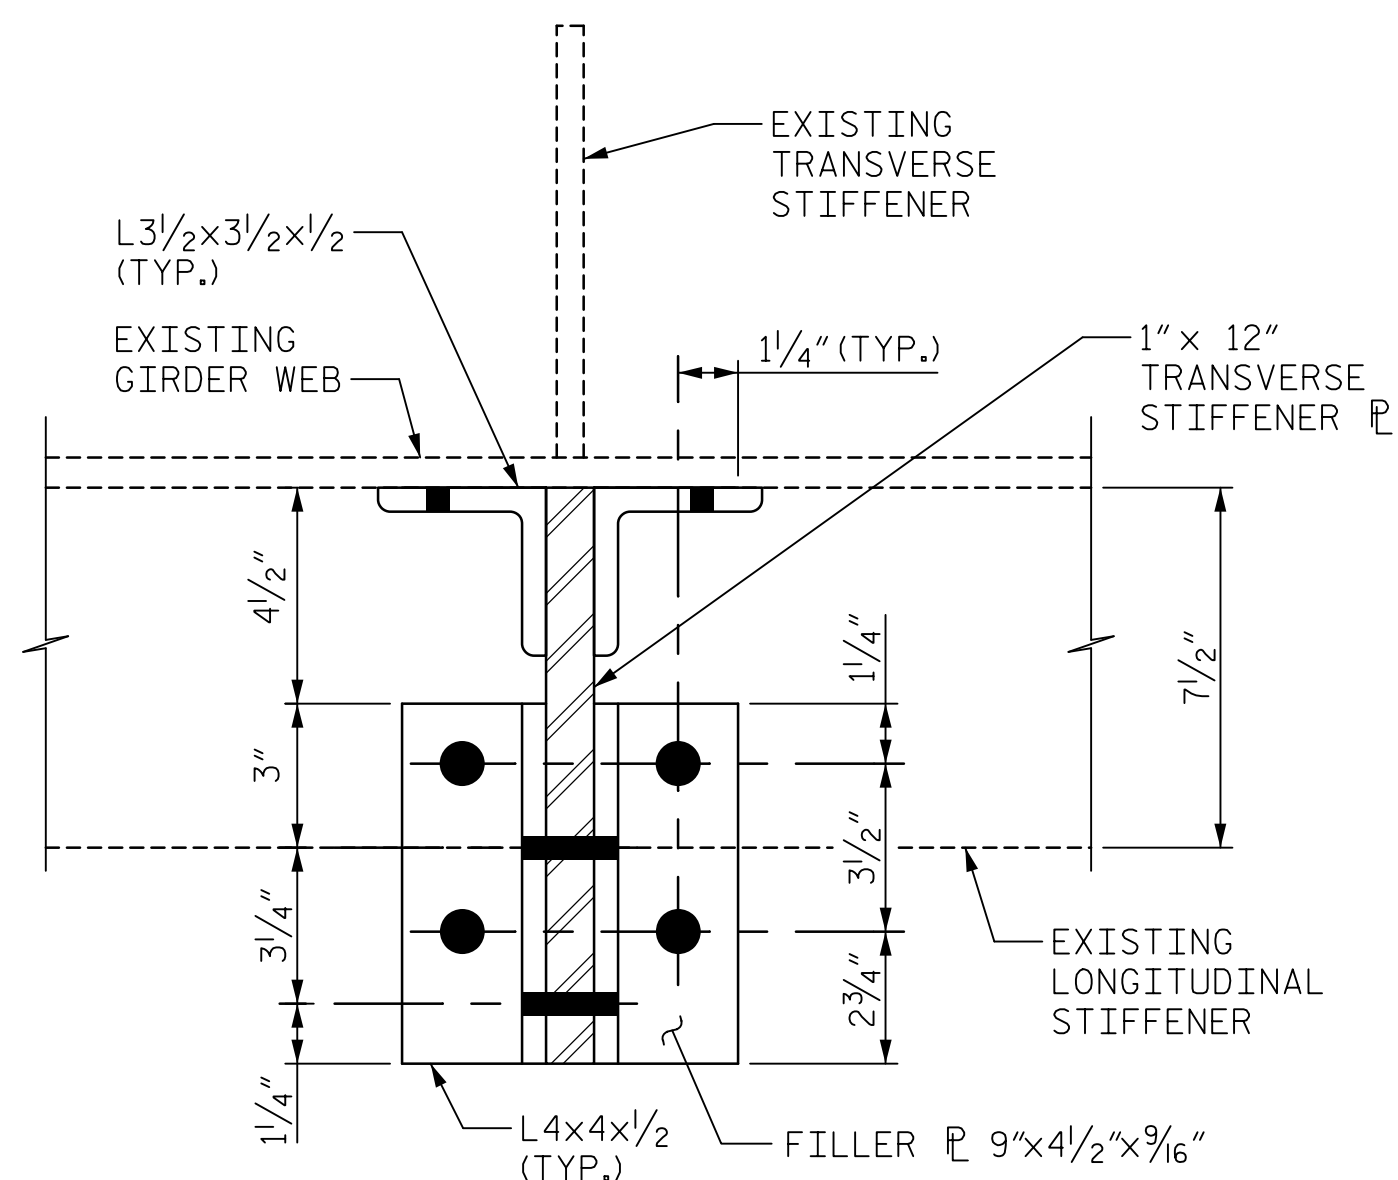 EXISTING
TRANSVERSE
STIFFENER
L3½x3½x½
(TYP.)
EXISTING
GIRDER WEB
1¼" (TYP.)
1" x 12"
TRANSVERSE
STIFFENER ⅊
4½"
1¼"
7½"
3"
3½"
3¼"
2¾"
EXISTING
LONGITUDINAL
STIFFENER
1¼"
L4x4x½
(TYP.)
FILLER ⅊ 9"x4½"x9/16"